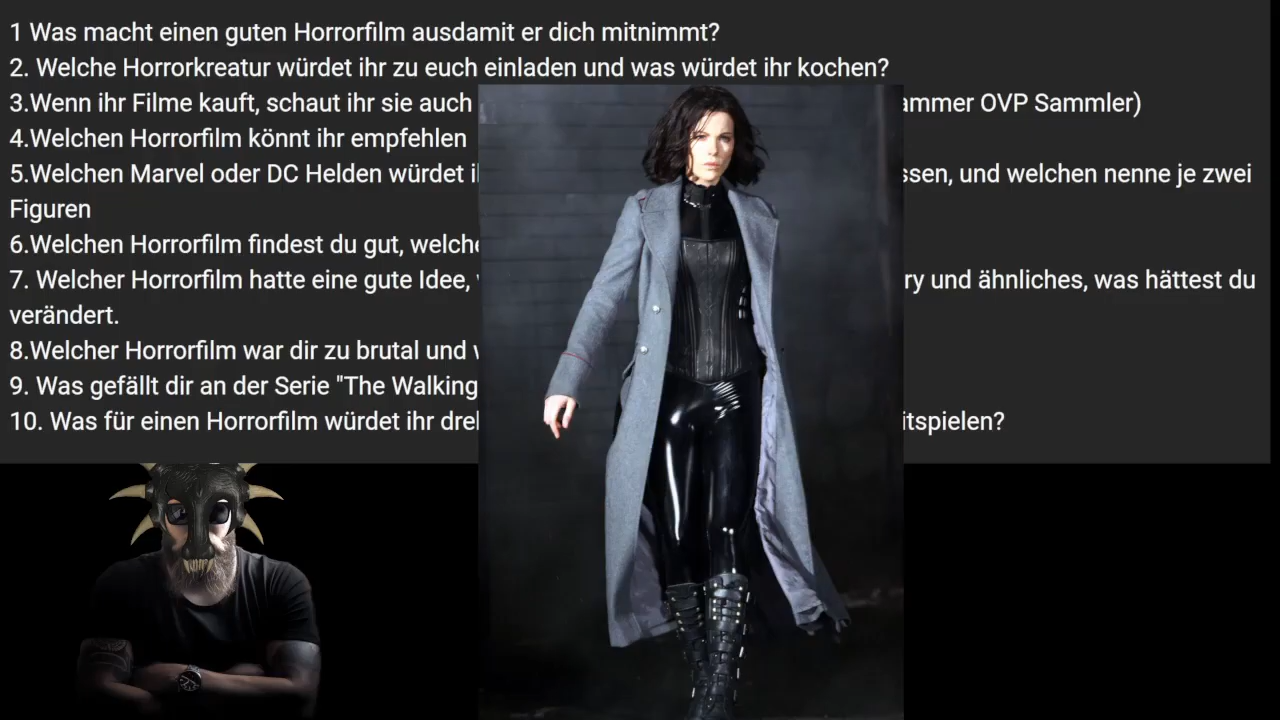 1 Was macht einen guten Horrorfilm ausdamit er dich mitnimmt?
2. Welche Horrorkreatur würdet ihr zu euch einladen und was würdet ihr kochen?
3.Wenn ihr Filme kauft, schaut ihr sie auch ammer OVP Sammler)
4.Welchen Horrorfilm könnt ihr empfehlen
5.Welchen Marvel oder DC Helden würdet ssen, und welchen nenne je zwei
Figuren
6.Welchen Horrorfilm findest du gut,
7. Welcher Horrorfilm hatte eine gute Idee, ry und ähnliches, was hättest du
verändert.
8.Welcher Horrorfilm war dir zu brutal und
9. Was gefällt dir an der Serie "The Walking
10. Was für einen Horrorfilm würdet ihr itspielen?